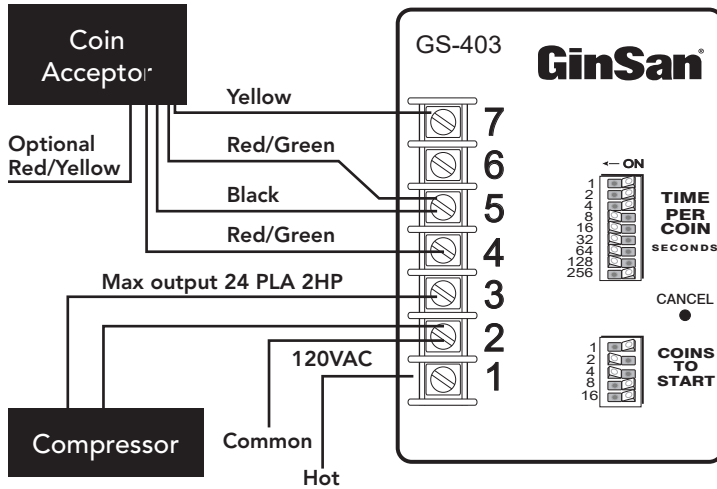 Coin
Acceptor
Optional
Red/Yellow
Yellow
Red/Green
Black
Red/Green
Max output 24 PLA 2HP
120VAC
Compressor
Common
Hot
GS-403
GinSan®
7
6
5
4
3
2
1
←ON
1
2
4
8
16
32
64
128
256
TIME
PER
COIN
SECONDS
CANCEL
1
2
4
8
16
COINS
TO
START